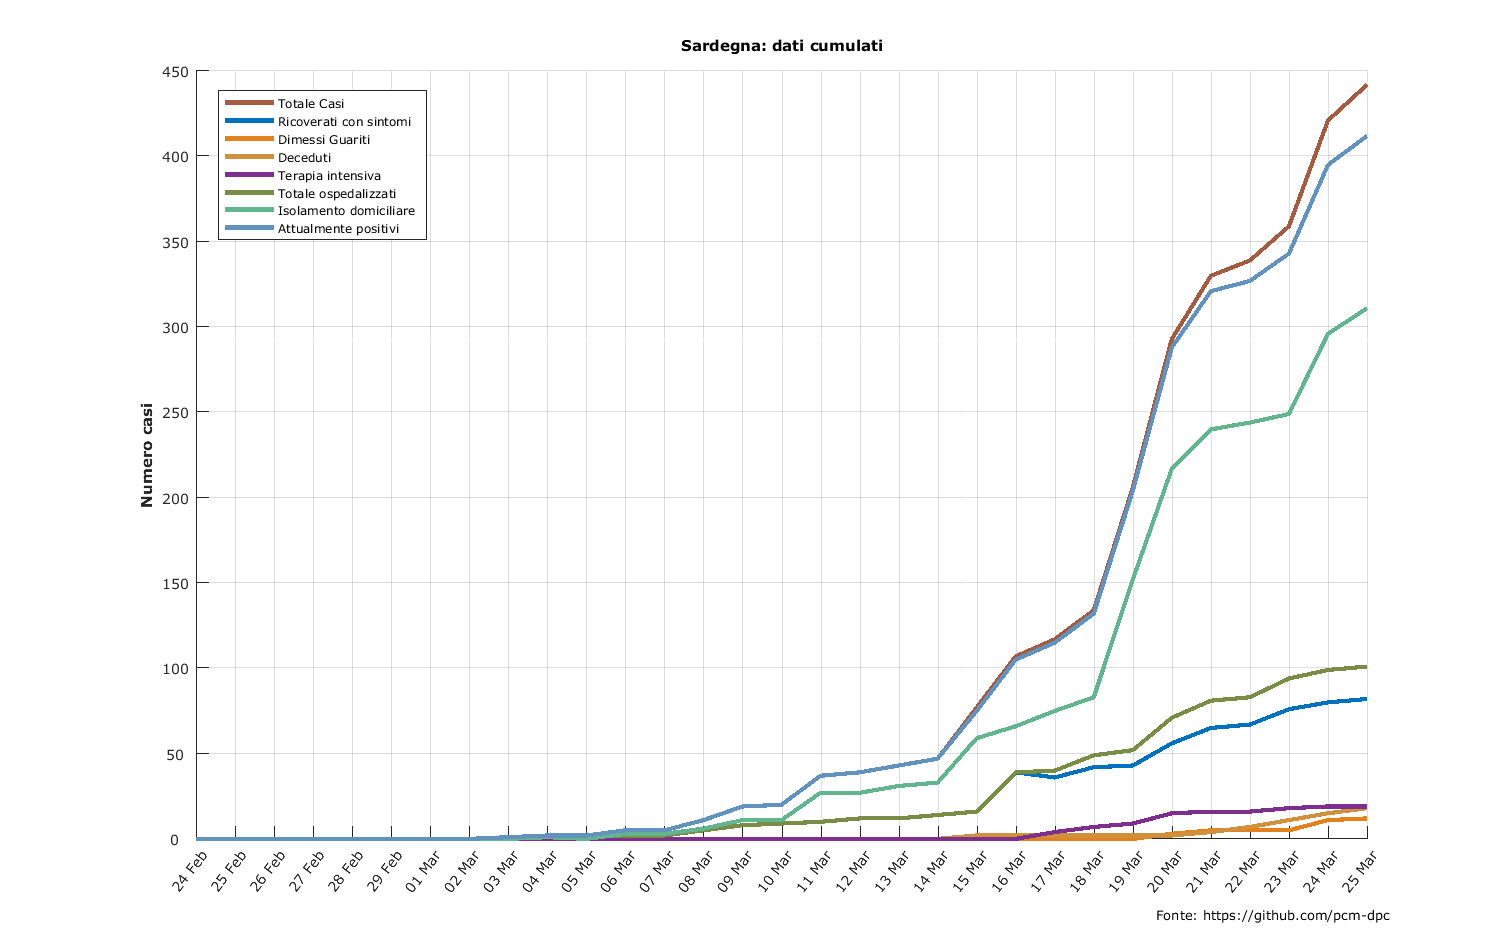 Sardegna: dati cumulati
Numero casi
450
400
350
300
250
200
150
100
50
0
Totale Casi
Ricoverati con sintomi
Dimessi Guariti
Deceduti
Terapia intensiva
Totale ospedalizzati
Isolamento domiciliare
Attualmente positivi
24 Feb
25 Feb
26 Feb
27 Feb
28 Feb
29 Feb
01 Mar
02 Mar
03 Mar
04 Mar
05 Mar
06 Mar
07 Mar
08 Mar
09 Mar
10 Mar
11 Mar
12 Mar
13 Mar
14 Mar
15 Mar
16 Mar
17 Mar
18 Mar
19 Mar
20 Mar
21 Mar
22 Mar
23 Mar
24 Mar
25 Mar
Fonte: https://github.com/pcm-dpc